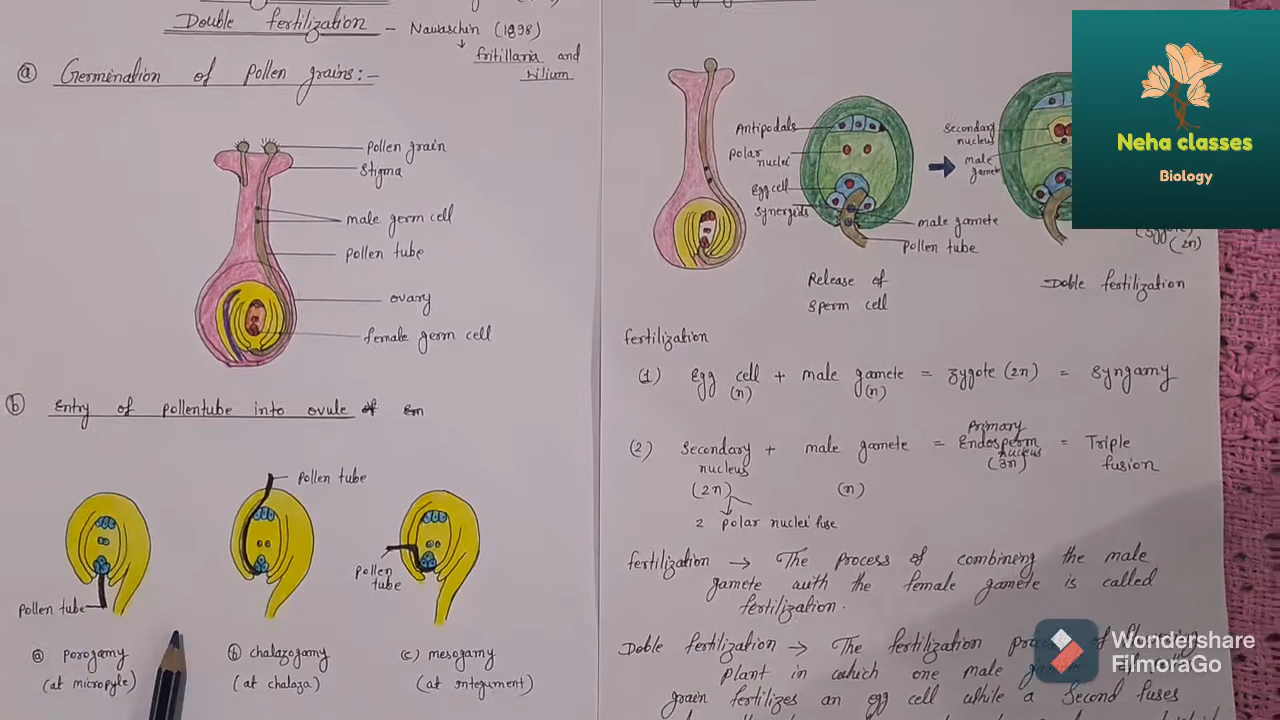 Double fertilization - Nawaschin (1898)
fritillaria and
Lilium
ⓐ Germination of Pollen grains:-
Pollen grain
Stigma
male germ cell
pollen tube
ovary
female germ cell
ⓑ Entry of pollentube into ovule
Pollen tube
Pollen
tube
Pollen tube
ⓐ porogamy
(at micropyle)
ⓑ chalazogamy
(at chalaza)
(c) mesogamy
(at Integument)
Antipodals
Polar
nuclei
Egg cell
Synergids
male gamete
Pollen tube
Release of
Sperm cell
Secondary
nucleus
male
gamete
(2n)
Doble fertilization
fertilization
(1) Egg cell + male gamete = zygote (2n) = Syngamy
(n) (n)
(2) Secondary + male gamete = Primary Endosperm nucleus = Triple
nucleus (3n) fusion
(2n) (n)
2 polar nuclei fuse
fertilization → The process of combining the male
gamete with the female gamete is called
fertilization.
Doble fertilization → The fertilization
plant in which one male
grain fertilizes an egg cell while a Second fuses
Neha classes
Biology
Wondershare
FilmoraGo